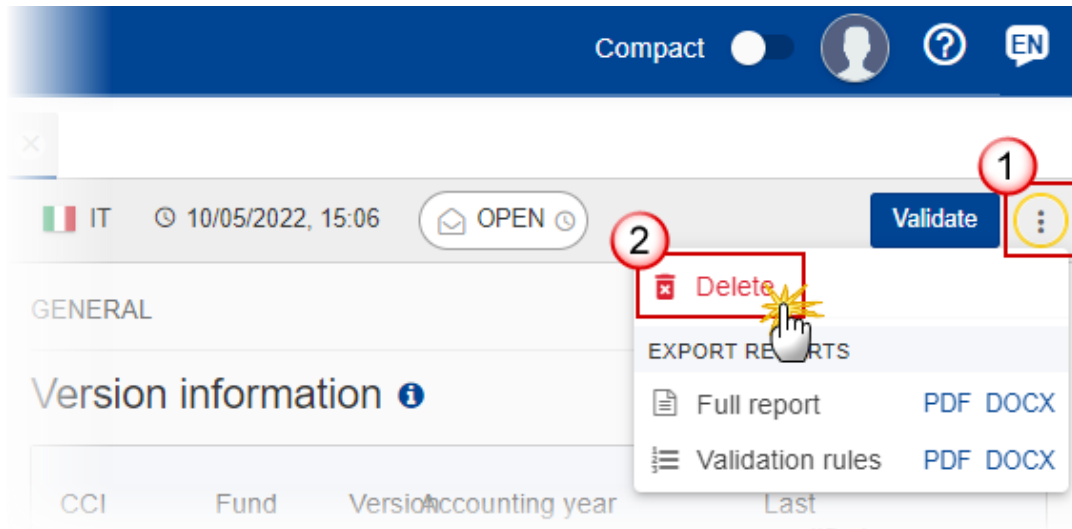 Compact EN
1
IT 10/05/2022, 15:06 OPEN Validate
2
Delete
GENERAL
EXPORT REPORTS
Version information
Full report PDF DOCX
Validation rules PDF DOCX
CCI Fund Version Accounting year Last